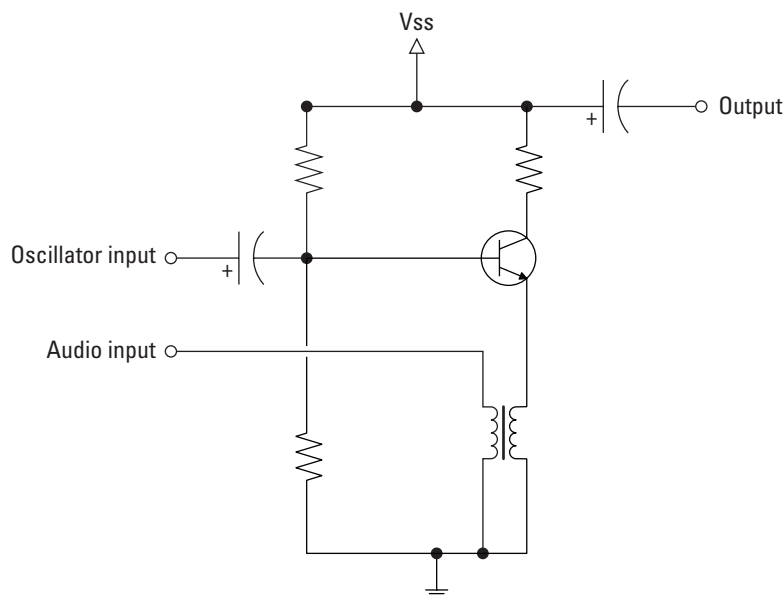 Vss
+
Output
Oscillator input
+
Audio input